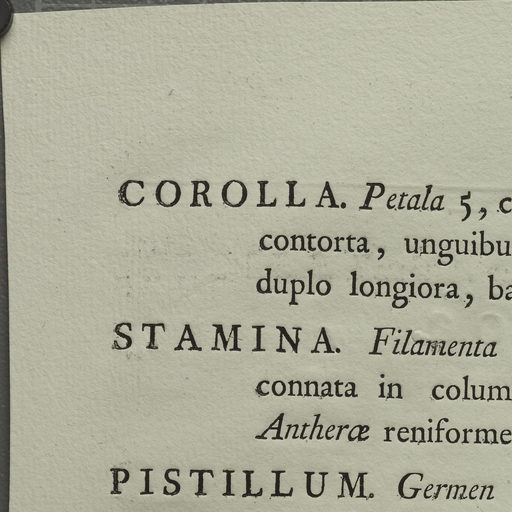 COROLLA. Petala 5, c
contorta, unguibu
duplo longiora, ba
STAMINA. Filamenta
connata in colum
Antheræ reniforme
PISTILLUM. Germen